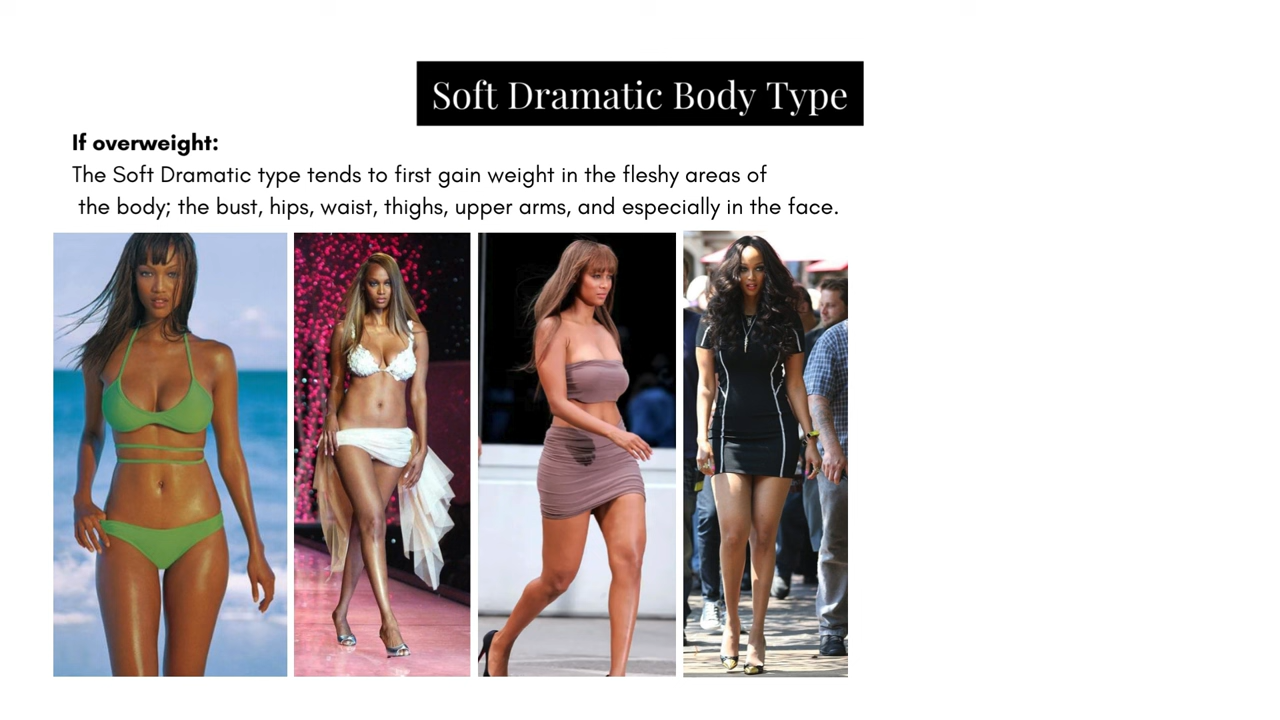 Soft Dramatic Body Type
If overweight:
The Soft Dramatic type tends to first gain weight in the fleshy areas of
the body; the bust, hips, waist, thighs, upper arms, and especially in the face.